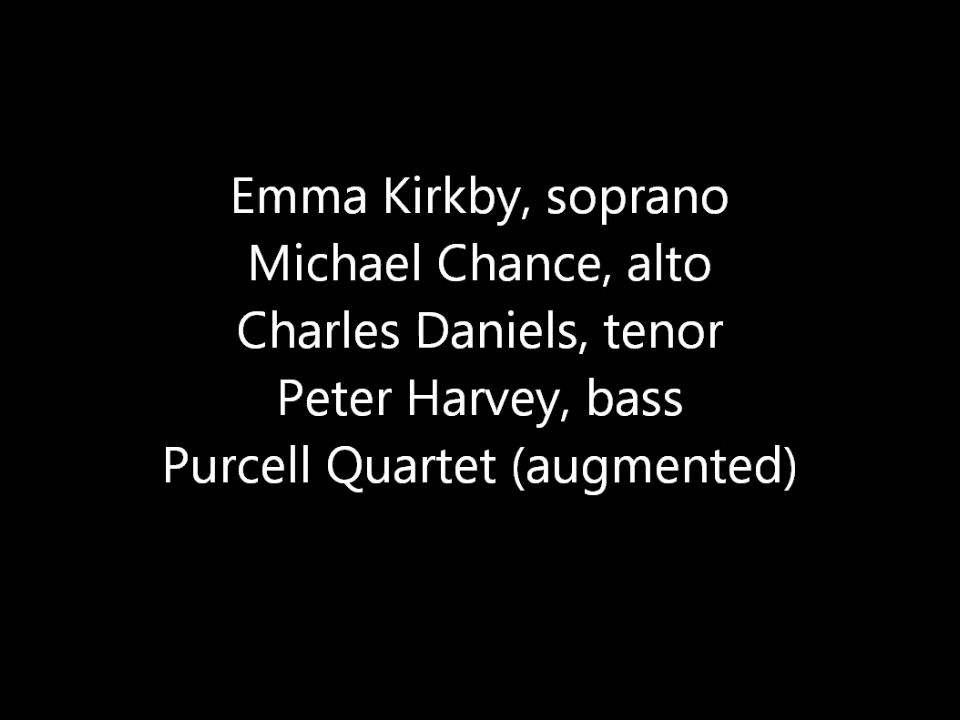 Emma Kirkby, soprano
Michael Chance, alto
Charles Daniels, tenor
Peter Harvey, bass
Purcell Quartet (augmented)